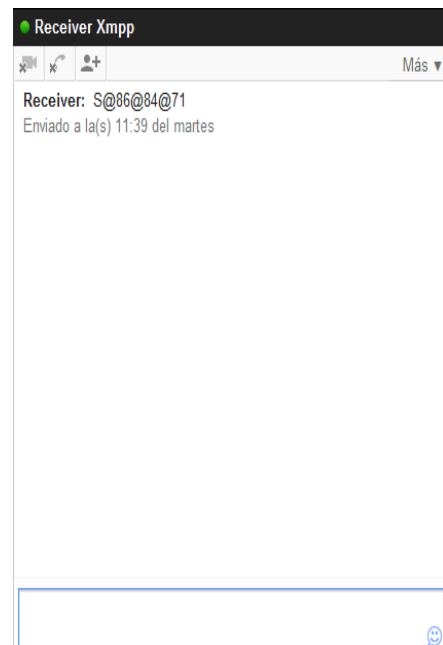 Receiver Xmpp
Más ▼
Receiver: S@86@84@71
Enviado a la(s) 11:39 del martes